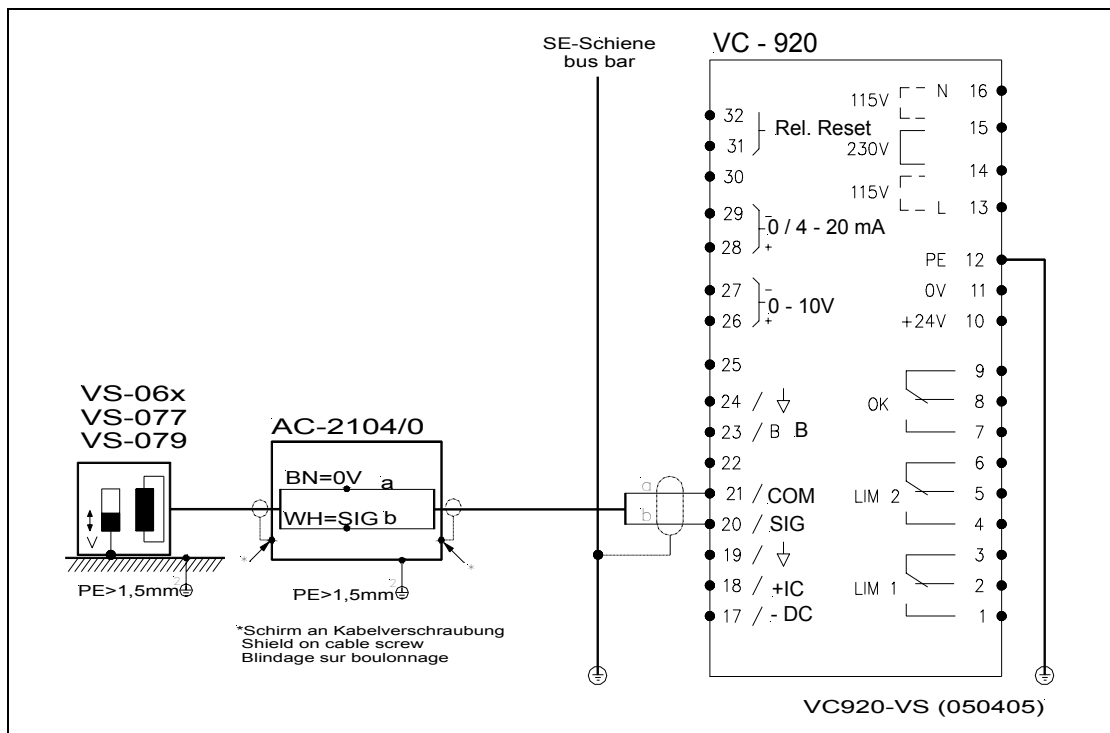 SE-Schiene
bus bar
VC - 920
32
31
Rel. Reset
30
29
28
-
+
0 / 4 - 20 mA
27
26
-
+
0 - 10V
25
24 /
23 / B B
22
21 / COM
20 / SIG
19 /
18 / +IC
17 / - DC
115V
N 16
15
230V
14
115V
L 13
PE 12
0V 11
+24V 10
9
OK 8
7
6
LIM 2 5
4
3
LIM 1 2
1
VS-06x
VS-077
VS-079
V
PE>1,5mm2
AC-2104/0
BN=0V a
WH=SIG b
*
*
PE>1,5mm2
a
b
*Schirm an Kabelverschraubung
Shield on cable screw
Blindage sur boulonnage
VC920-VS (050405)